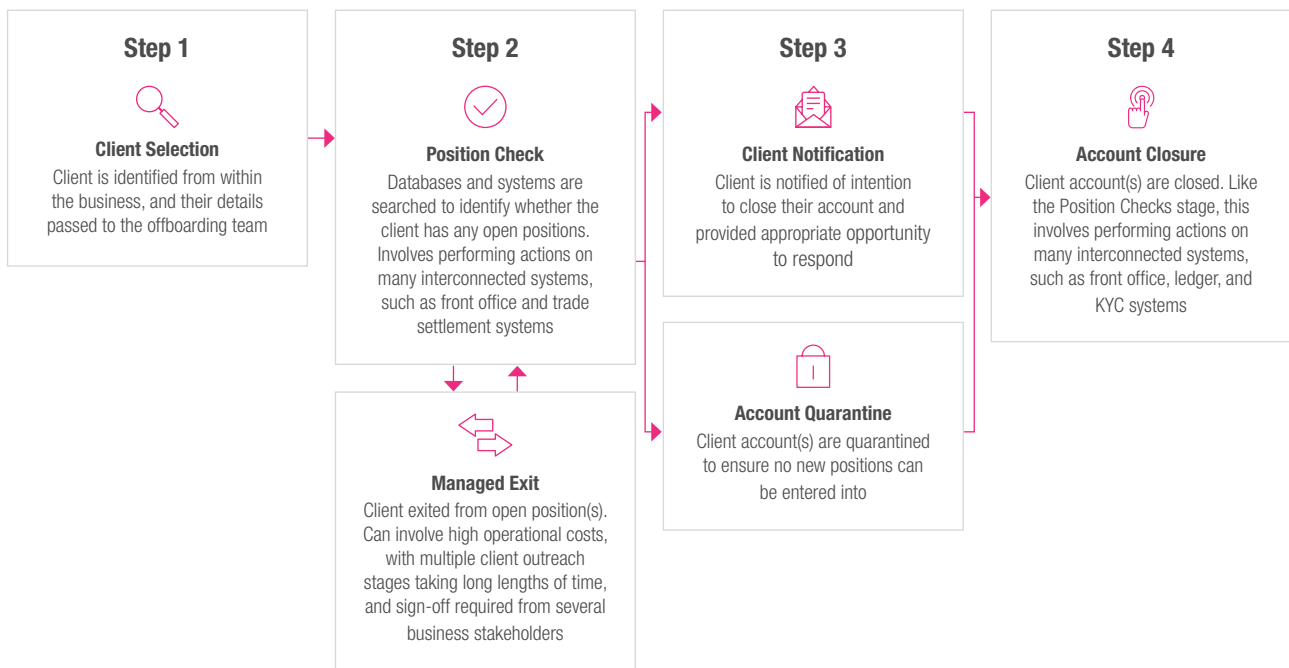 Step 1
Client Selection
Client is identified from within
the business, and their details
passed to the offboarding team
Step 2
Position Check
Databases and systems are
searched to identify whether the
client has any open positions.
Involves performing actions on
many interconnected systems,
such as front office and trade
settlement systems
Managed Exit
Client exited from open position(s).
Can involve high operational costs,
with multiple client outreach
stages taking long lengths of time,
and sign-off required from several
business stakeholders
Step 3
Client Notification
Client is notified of intention
to close their account and
provided appropriate opportunity
to respond
Account Quarantine
Client account(s) are quarantined
to ensure no new positions can
be entered into
Step 4
Account Closure
Client account(s) are closed. Like
the Position Checks stage, this
involves performing actions on
many interconnected systems,
such as front office, ledger, and
KYC systems